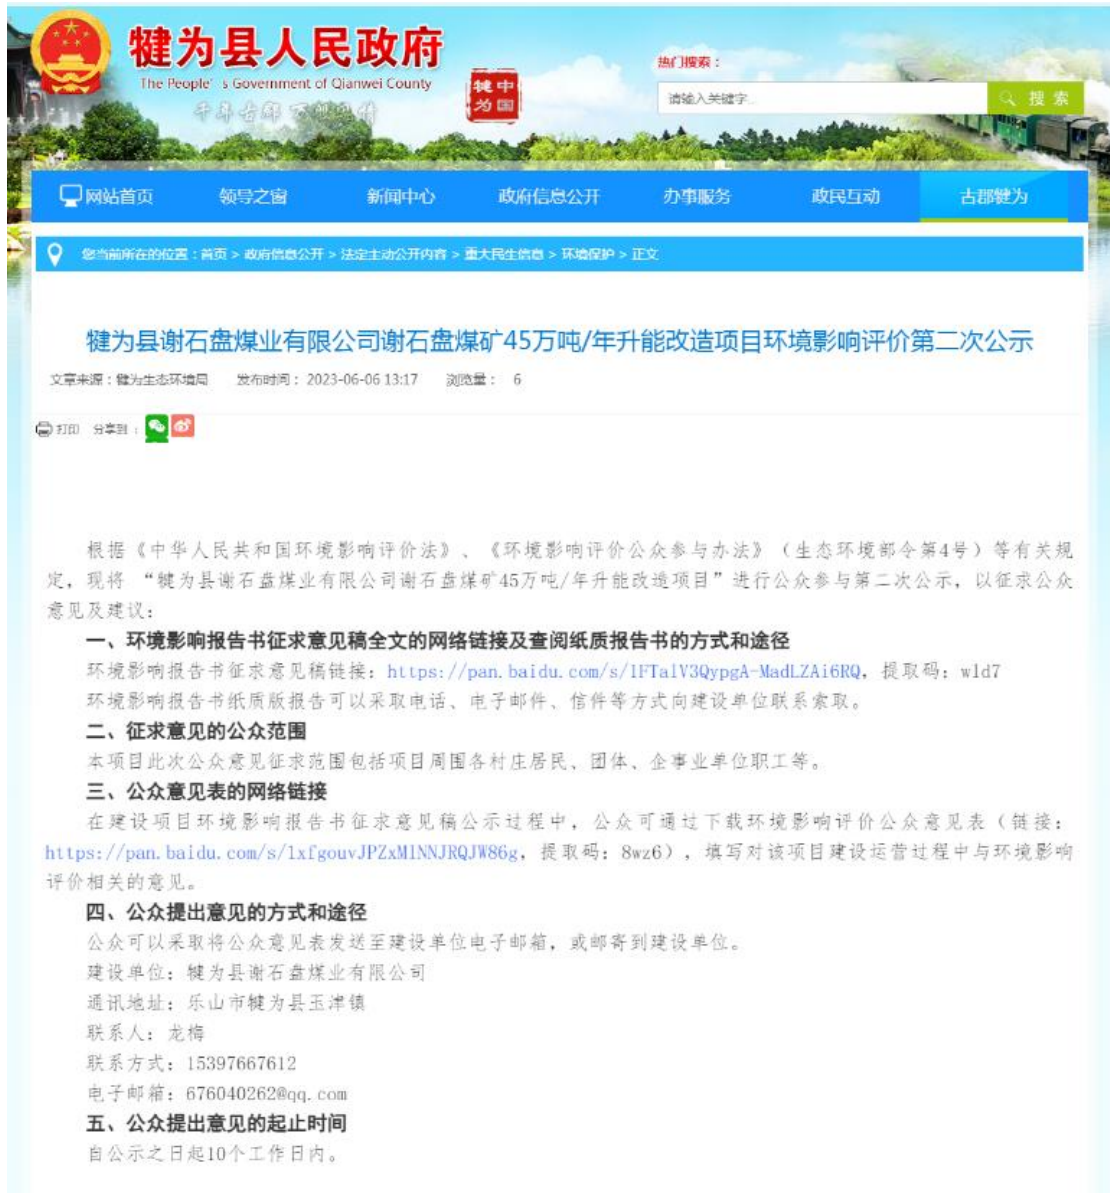 犍为县人民政府
The People' s Government of Qianwei County
千年古郡
犍为 中国
热门搜索：
请输入关键字...
搜 索
网站首页 领导之窗 新闻中心 政府信息公开 办事服务 政民互动 古郡犍为
您当前所在的位置：首页 > 政府信息公开 > 法定主动公开内容 > 重大民生信息 > 环境保护 > 正文
犍为县谢石盘煤业有限公司谢石盘煤矿45万吨/年升能改造项目环境影响评价第二次公示
文章来源：犍为生态环境局 发布时间： 2023-06-06 13:17 浏览量： 6
打印 分享到：
根据《中华人民共和国环境影响评价法》、《环境影响评价公众参与办法》（生态环境部令第4号）等有关规
定，现将 “犍为县谢石盘煤业有限公司谢石盘煤矿45万吨/年升能改造项目”进行公众参与第二次公示，以征求公众
意见及建议：
一、环境影响报告书征求意见稿全文的网络链接及查阅纸质报告书的方式和途径
环境影响报告书征求意见稿链接：https://pan.baidu.com/s/1FTalV3QypgA-MadLZAi6RQ，提取码：wld7
环境影响报告书纸质版报告可以采取电话、电子邮件、信件等方式向建设单位联系索取。
二、征求意见的公众范围
本项目此次公众意见征求范围包括项目周围各村庄居民、团体、企事业单位职工等。
三、公众意见表的网络链接
在建设项目环境影响报告书征求意见稿公示过程中，公众可通过下载环境影响评价公众意见表（链接：
https://pan.baidu.com/s/1xfgouvJPZxM1NNJRQJW86g，提取码：8wz6），填写对该项目建设运营过程中与环境影响
评价相关的意见。
四、公众提出意见的方式和途径
公众可以采取将公众意见表发送至建设单位电子邮箱，或邮寄到建设单位。
建设单位：犍为县谢石盘煤业有限公司
通讯地址：乐山市犍为县玉津镇
联系人：龙梅
联系方式：15397667612
电子邮箱：676040262@qq.com
五、公众提出意见的起止时间
自公示之日起10个工作日内。